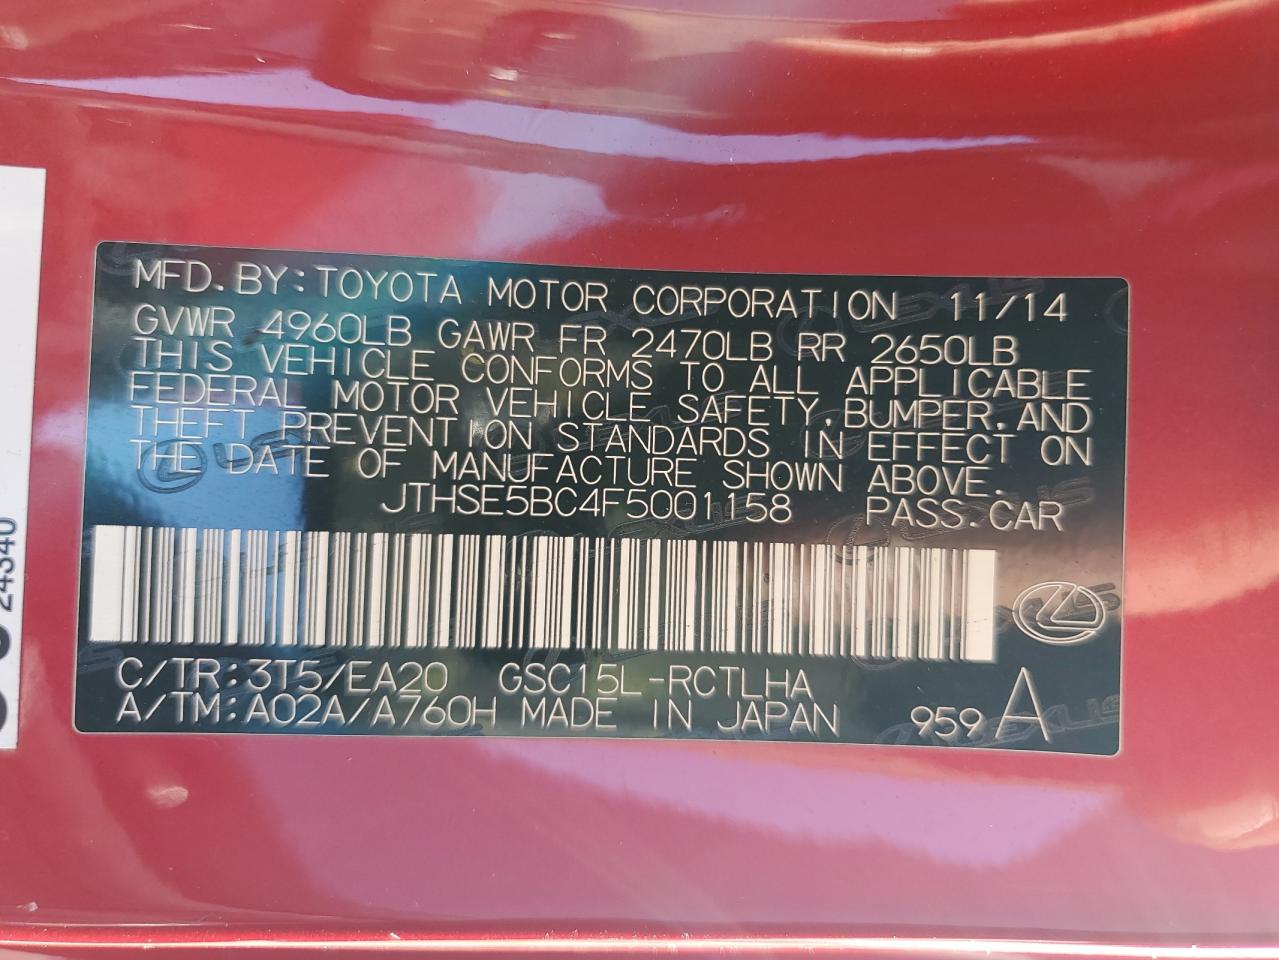 MFD.BY:TOYOTA MOTOR CORPORATION 11/14
GVWR 4960LB GAWR FR 2470LB RR 2650LB
THIS VEHICLE CONFORMS TO ALL APPLICABLE
FEDERAL MOTOR VEHICLE SAFETY,BUMPER,AND
THEFT PREVENTION STANDARDS IN EFFECT ON
THE DATE OF MANUFACTURE SHOWN ABOVE.
JTHSE5BC4F5001158 PASS.CAR
C/TR:3T5/EA20 GSC15L-RCTLHA
A/TM:A02A/A760H MADE IN JAPAN 959 A
24340